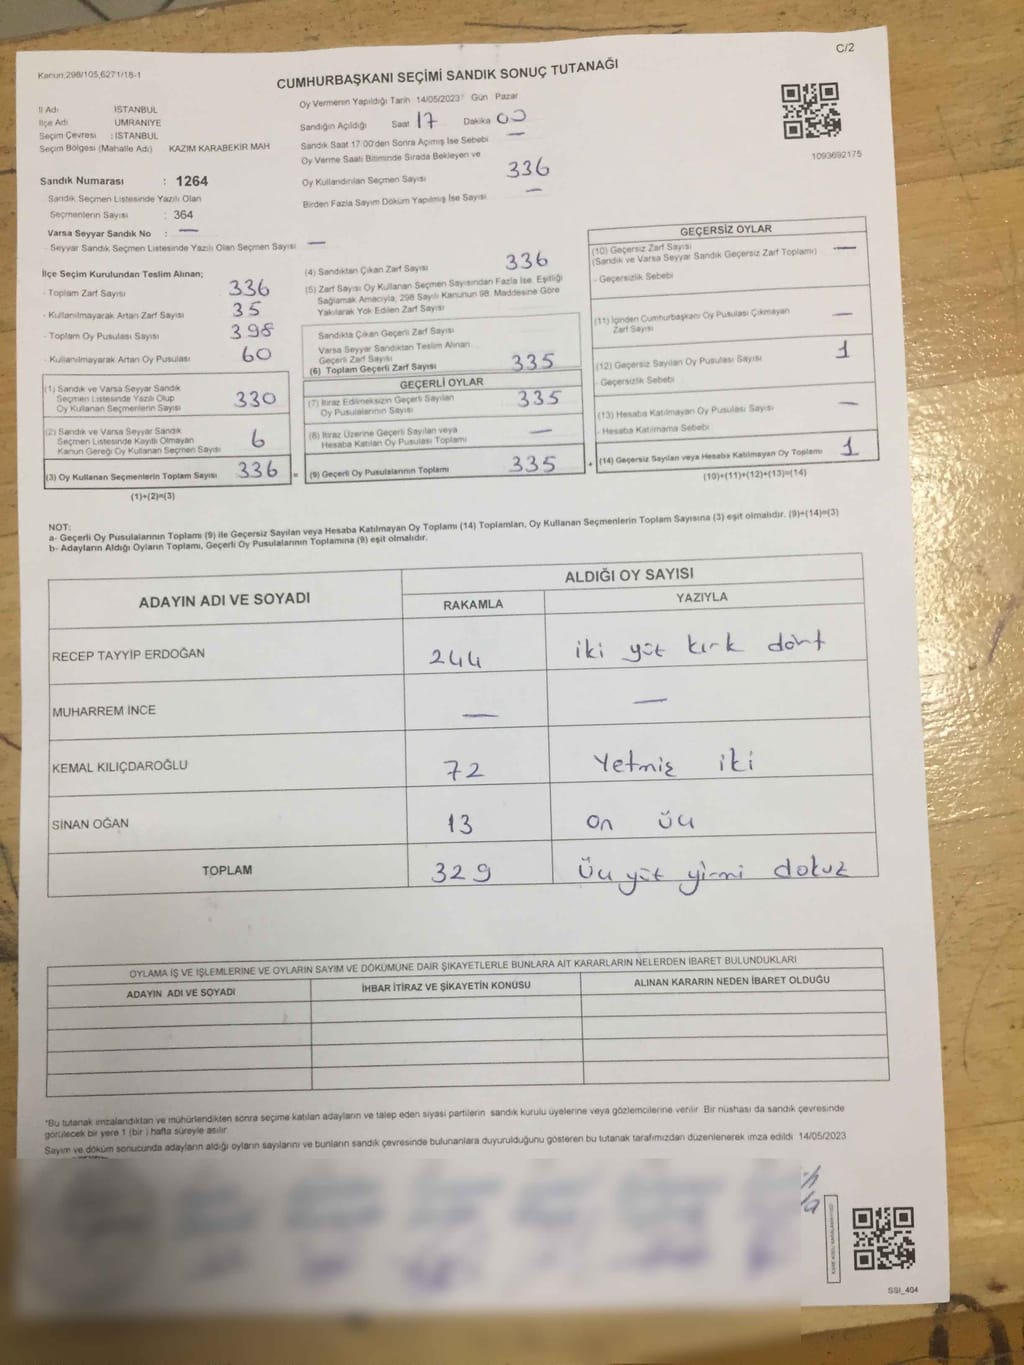 C/2
Kanun;298/105,6271/18-1
CUMHURBAŞKANI SEÇİMİ SANDIK SONUÇ TUTANAĞI
İl Adı İSTANBUL
İlçe Adı ÜMRANİYE
Seçim Çevresi : İSTANBUL
Seçim Bölgesi (Mahalle Adı) KAZIM KARABEKİR MAH
Sandık Numarası : 1264
Sandık Seçmen Listesinde Yazılı Olan
Seçmenlerin Sayısı : 364
Varsa Seyyar Sandık No : —
- Seyyar Sandık Seçmen Listesinde Yazılı Olan Seçmen Sayısı —
Oy Vermenin Yapıldığı Tarih 14/05/2023 Gün Pazar
Sandığın Açıldığı Saat 17 Dakika 00
Sandık Saat 17:00'den Sonra Açımış İse Sebebi —
Oy Verme Saati Bitiminde Sırada Bekleyen ve
Oy Kullandırılan Seçmen Sayısı 336
Birden Fazla Sayım Döküm Yapılmış İse Sayısı —
1093692175
İlçe Seçim Kurulundan Teslim Alınan;
- Toplam Zarf Sayısı : 336
- Kullanılmayarak Artan Zarf Sayısı : 35
- Toplam Oy Pusulası Sayısı : 398
- Kullanılmayarak Artan Oy Pusulası : 60
(1) Sandık ve Varsa Seyyar Sandık
Seçmen Listesinde Yazılı Olup
Oy Kullanan Seçmenlerin Sayısı 330
(2) Sandık ve Varsa Seyyar Sandık
Seçmen Listesinde Kayıtlı Olmayan
Kanun Gereği Oy Kullanan Seçmen Sayısı 6
(3) Oy Kullanan Seçmenlerin Toplam Sayısı 336 =
(1)+(2)=(3)
(4) Sandıktan Çıkan Zarf Sayısı 336
(5) Zarf Sayısı Oy Kullanan Seçmen Sayısından Fazla İse, Eşitliği
Sağlamak Amacıyla, 298 Sayılı Kanunun 98. Maddesine Göre
Yakılarak Yok Edilen Zarf Sayısı
Sandıkta Çıkan Geçerli Zarf Sayısı
Varsa Seyyar Sandıktan Teslim Alınan
Geçerli Zarf Sayısı
(6) Toplam Geçerli Zarf Sayısı 335
GEÇERLİ OYLAR
(7) İtiraz Edilmeksizin Geçerli Sayılan
Oy Pusulalarının Sayısı 335
(8) İtiraz Üzerine Geçerli Sayılan veya
Hesaba Katılan Oy Pusulası Toplamı —
(9) Geçerli Oy Pusulalarının Toplamı 335 +
GEÇERSİZ OYLAR
(10) Geçersiz Zarf Sayısı —
(Sandık ve Varsa Seyyar Sandık Geçersiz Zarf Toplamı)
- Geçersizlik Sebebi
(11) İçinden Cumhurbaşkanı Oy Pusulası Çıkmayan
Zarf Sayısı —
(12) Geçersiz Sayılan Oy Pusulası Sayısı 1
- Geçersizlik Sebebi
(13) Hesaba Katılmayan Oy Pusulası Sayısı —
- Hesaba Katılmama Sebebi
(14) Geçersiz Sayılan veya Hesaba Katılmayan Oy Toplamı 1
(10)+(11)+(12)+(13)=(14)
NOT:
a- Geçerli Oy Pusulalarının Toplamı (9) ile Geçersiz Sayılan veya Hesaba Katılmayan Oy Toplamı (14) Toplamları, Oy Kullanan Seçmenlerin Toplam Sayısına (3) eşit olmalıdır. (9)+(14)=(3)
b- Adayların Aldığı Oyların Toplamı, Geçerli Oy Pusulalarının Toplamına (9) eşit olmalıdır.
ADAYIN ADI VE SOYADI
ALDIĞI OY SAYISI
RAKAMLA YAZIYLA
RECEP TAYYİP ERDOĞAN 244 iki yüz kırk dört
MUHARREM İNCE — —
KEMAL KILIÇDAROĞLU 72 Yetmiş iki
SİNAN OĞAN 13 On üç
TOPLAM 329 Üç yüz yirmi dokuz
OYLAMA İŞ VE İŞLEMLERİNE VE OYLARIN SAYIM VE DÖKÜMÜNE DAİR ŞİKAYETLERLE BUNLARA AİT KARARLARIN NELERDEN İBARET BULUNDUKLARI
ADAYIN ADI VE SOYADI İHBAR İTİRAZ VE ŞİKAYETİN KONUSU ALINAN KARARIN NEDEN İBARET OLDUĞU
*Bu tutanak imzalandıktan ve mühürlendikten sonra seçime katılan adayların ve talep eden siyasi partilerin sandık kurulu üyelerine veya gözlemcilerine verilir. Bir nüshası da sandık çevresinde
görülecek bir yere 1 (bir ) hafta süreyle asılır.
Sayım ve döküm sonucunda adayların aldığı oyların sayılarını ve bunların sandık çevresinde bulunanlara duyurulduğunu gösteren bu tutanak tarafımızdan düzenlenerek imza edildi 14/05/2023
SSI_404